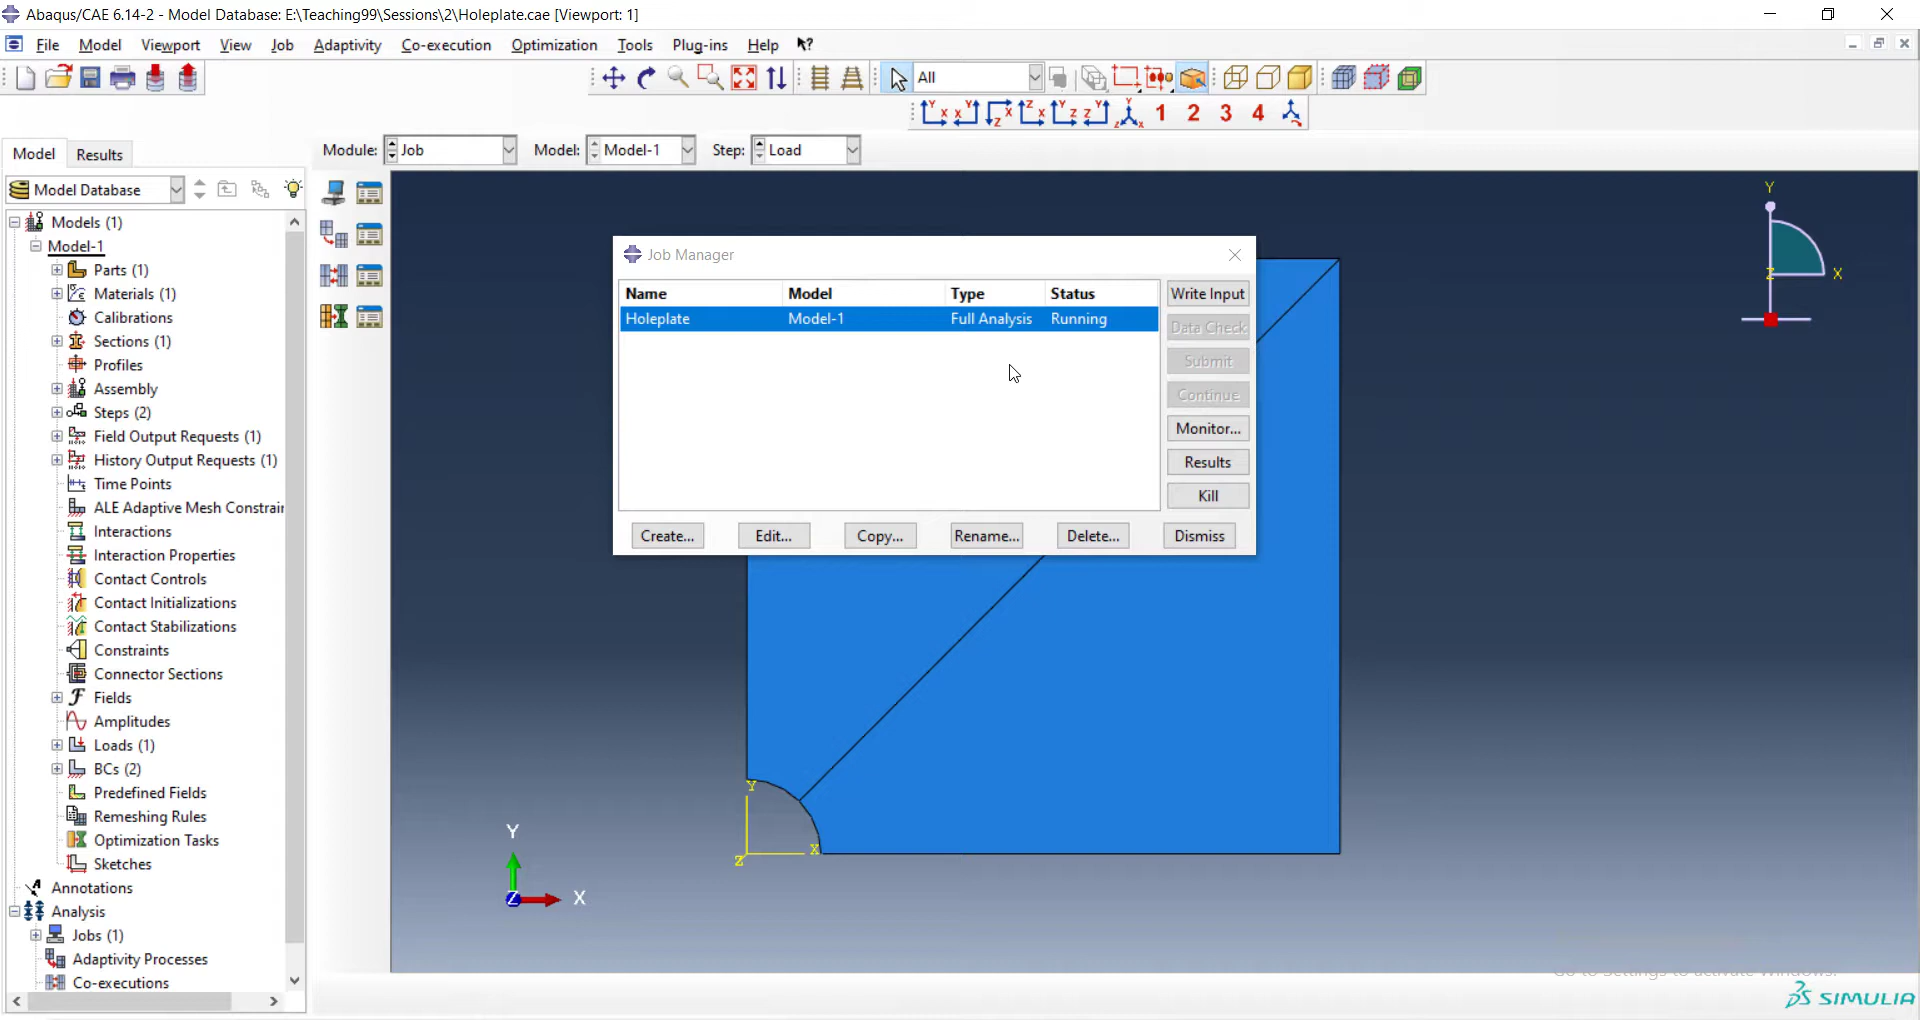 Abaqus/CAE 6.14-2 - Model Database: E:\Teaching99\Sessions\2\Holeplate.cae [Viewport: 1]
File Model Viewport View Job Adaptivity Co-execution Optimization Tools Plug-ins Help
All
1 2 3 4
Model Results
Module: Job Model: Model-1 Step: Load
Model Database
Models (1)
Model-1
Parts (1)
Materials (1)
Calibrations
Sections (1)
Profiles
Assembly
Steps (2)
Field Output Requests (1)
History Output Requests (1)
Time Points
ALE Adaptive Mesh Constrain
Interactions
Interaction Properties
Contact Controls
Contact Initializations
Contact Stabilizations
Constraints
Connector Sections
Fields
Amplitudes
Loads (1)
BCs (2)
Predefined Fields
Remeshing Rules
Optimization Tasks
Sketches
Annotations
Analysis
Jobs (1)
Adaptivity Processes
Co-executions
Job Manager
Name Model Type Status
Holeplate Model-1 Full Analysis Running
Write Input
Data Check
Submit
Continue
Monitor...
Results
Kill
Create... Edit... Copy... Rename... Delete... Dismiss
Y
Z X
Y
Z X
Y
Z X
SIMULIA